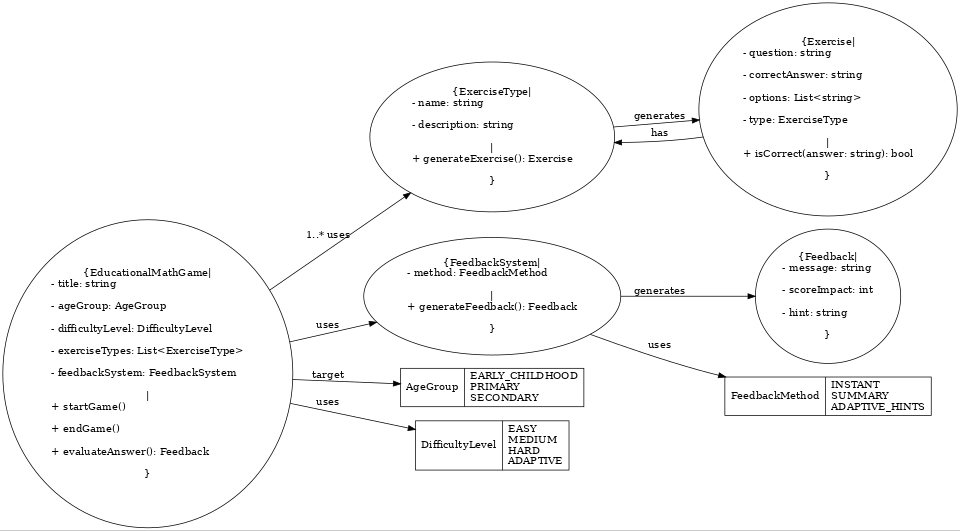 {EducationalMathGame|
- title: string
- ageGroup: AgeGroup
- difficultyLevel: DifficultyLevel
- exerciseTypes: List<ExerciseType>
- feedbackSystem: FeedbackSystem
|
+ startGame()
+ endGame()
+ evaluateAnswer(): Feedback
}
1..* uses
uses
target
uses
{ExerciseType|
- name: string
- description: string
|
+ generateExercise(): Exercise
}
generates
has
{Exercise|
- question: string
- correctAnswer: string
- options: List<string>
- type: ExerciseType
|
+ isCorrect(answer: string): bool
}
{FeedbackSystem|
- method: FeedbackMethod
|
+ generateFeedback(): Feedback
}
generates
uses
{Feedback|
- message: string
- scoreImpact: int
- hint: string
}
AgeGroup
EARLY_CHILDHOOD
PRIMARY
SECONDARY
DifficultyLevel
EASY
MEDIUM
HARD
ADAPTIVE
FeedbackMethod
INSTANT
SUMMARY
ADAPTIVE_HINTS